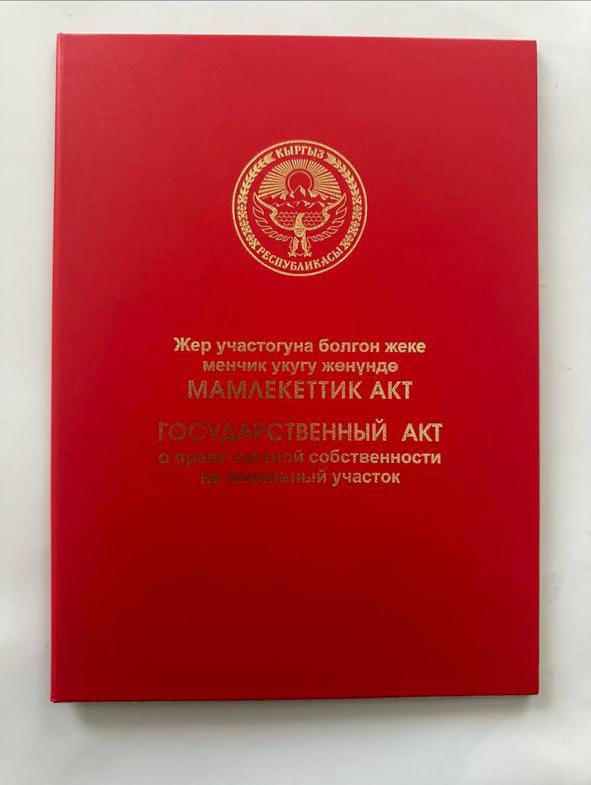 КЫРГЫЗ
РЕСПУБЛИКАСЫ
Жер участогуна болгон жеке
менчик укугу жөнүндө
МАМЛЕКЕТТИК АКТ
ГОСУДАРСТВЕННЫЙ АКТ
о праве частной собственности
на земельный участок